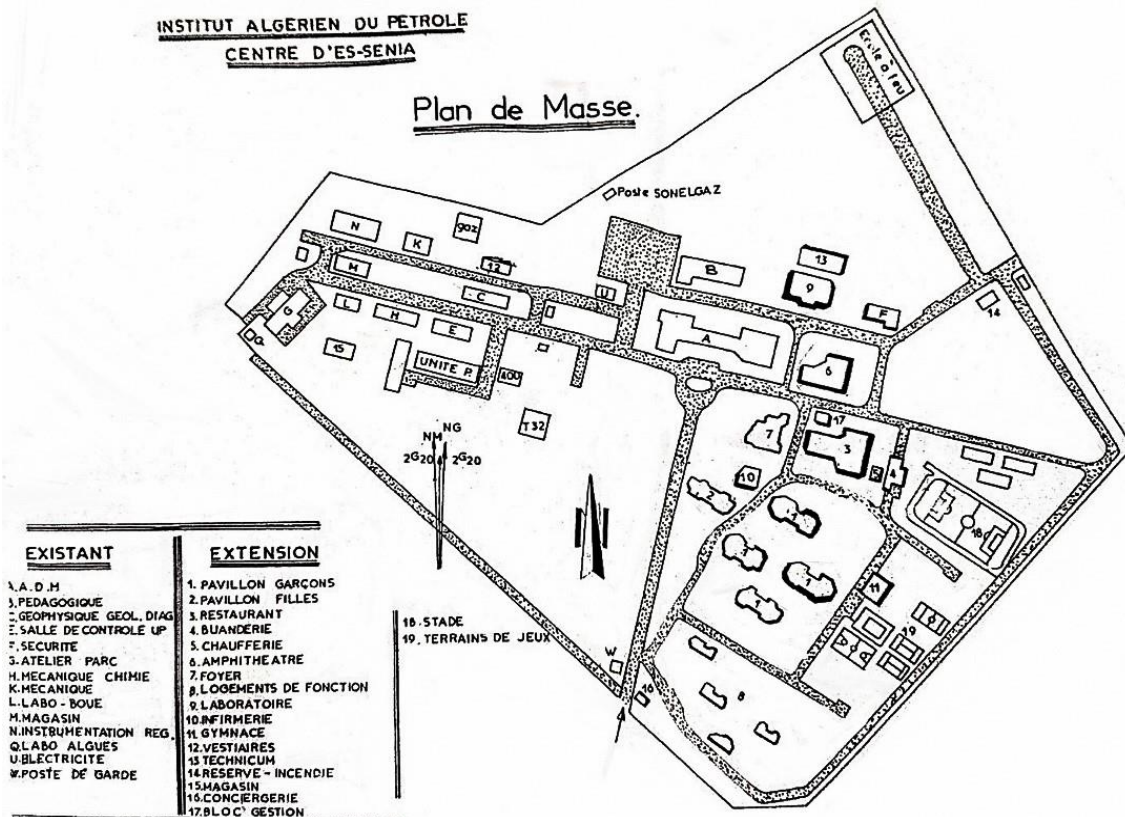 INSTITUT ALGERIEN DU PETROLE
CENTRE D'ES-SENIA
Plan de Masse.
Ecole à feu
Poste SONELGAZ
N
K
gaz
12
M
C
U
B
13
9
F
14
G
L
H
E
A
6
Q
15
UNITE P.
AOU
T32
NM NG
2G20 2G20
7
17
3
4
10
2
18
11
19
8
W
16
EXISTANT
A.A.D.M
B.PEDAGOGIQUE
C.GEOPHYSIQUE GEOL, DIAG
E.SALLE DE CONTROLE UP
F.SECURITE
G.ATELIER PARC
H.MECANIQUE CHIMIE
K.MECANIQUE
L.LABO-BOUE
M.MAGASIN
N.INSTRUMENTATION REG.
Q.LABO ALGUES
U.ELECTRICITE
W.POSTE DE GARDE
EXTENSION
1. PAVILLON GARÇONS
2. PAVILLON FILLES
3. RESTAURANT
4. BUANDERIE
5. CHAUFFERIE
6. AMPHITHEATRE
7. FOYER
8. LOGEMENTS DE FONCTION
9. LABORATOIRE
10. INFIRMERIE
11. GYMNACE
12. VESTIAIRES
13 TECHNICUM
14 RESERVE-INCENDIE
15.MAGASIN
16.CONCIERGERIE
17.BLOC GESTION
18.STADE
19. TERRAINS DE JEUX